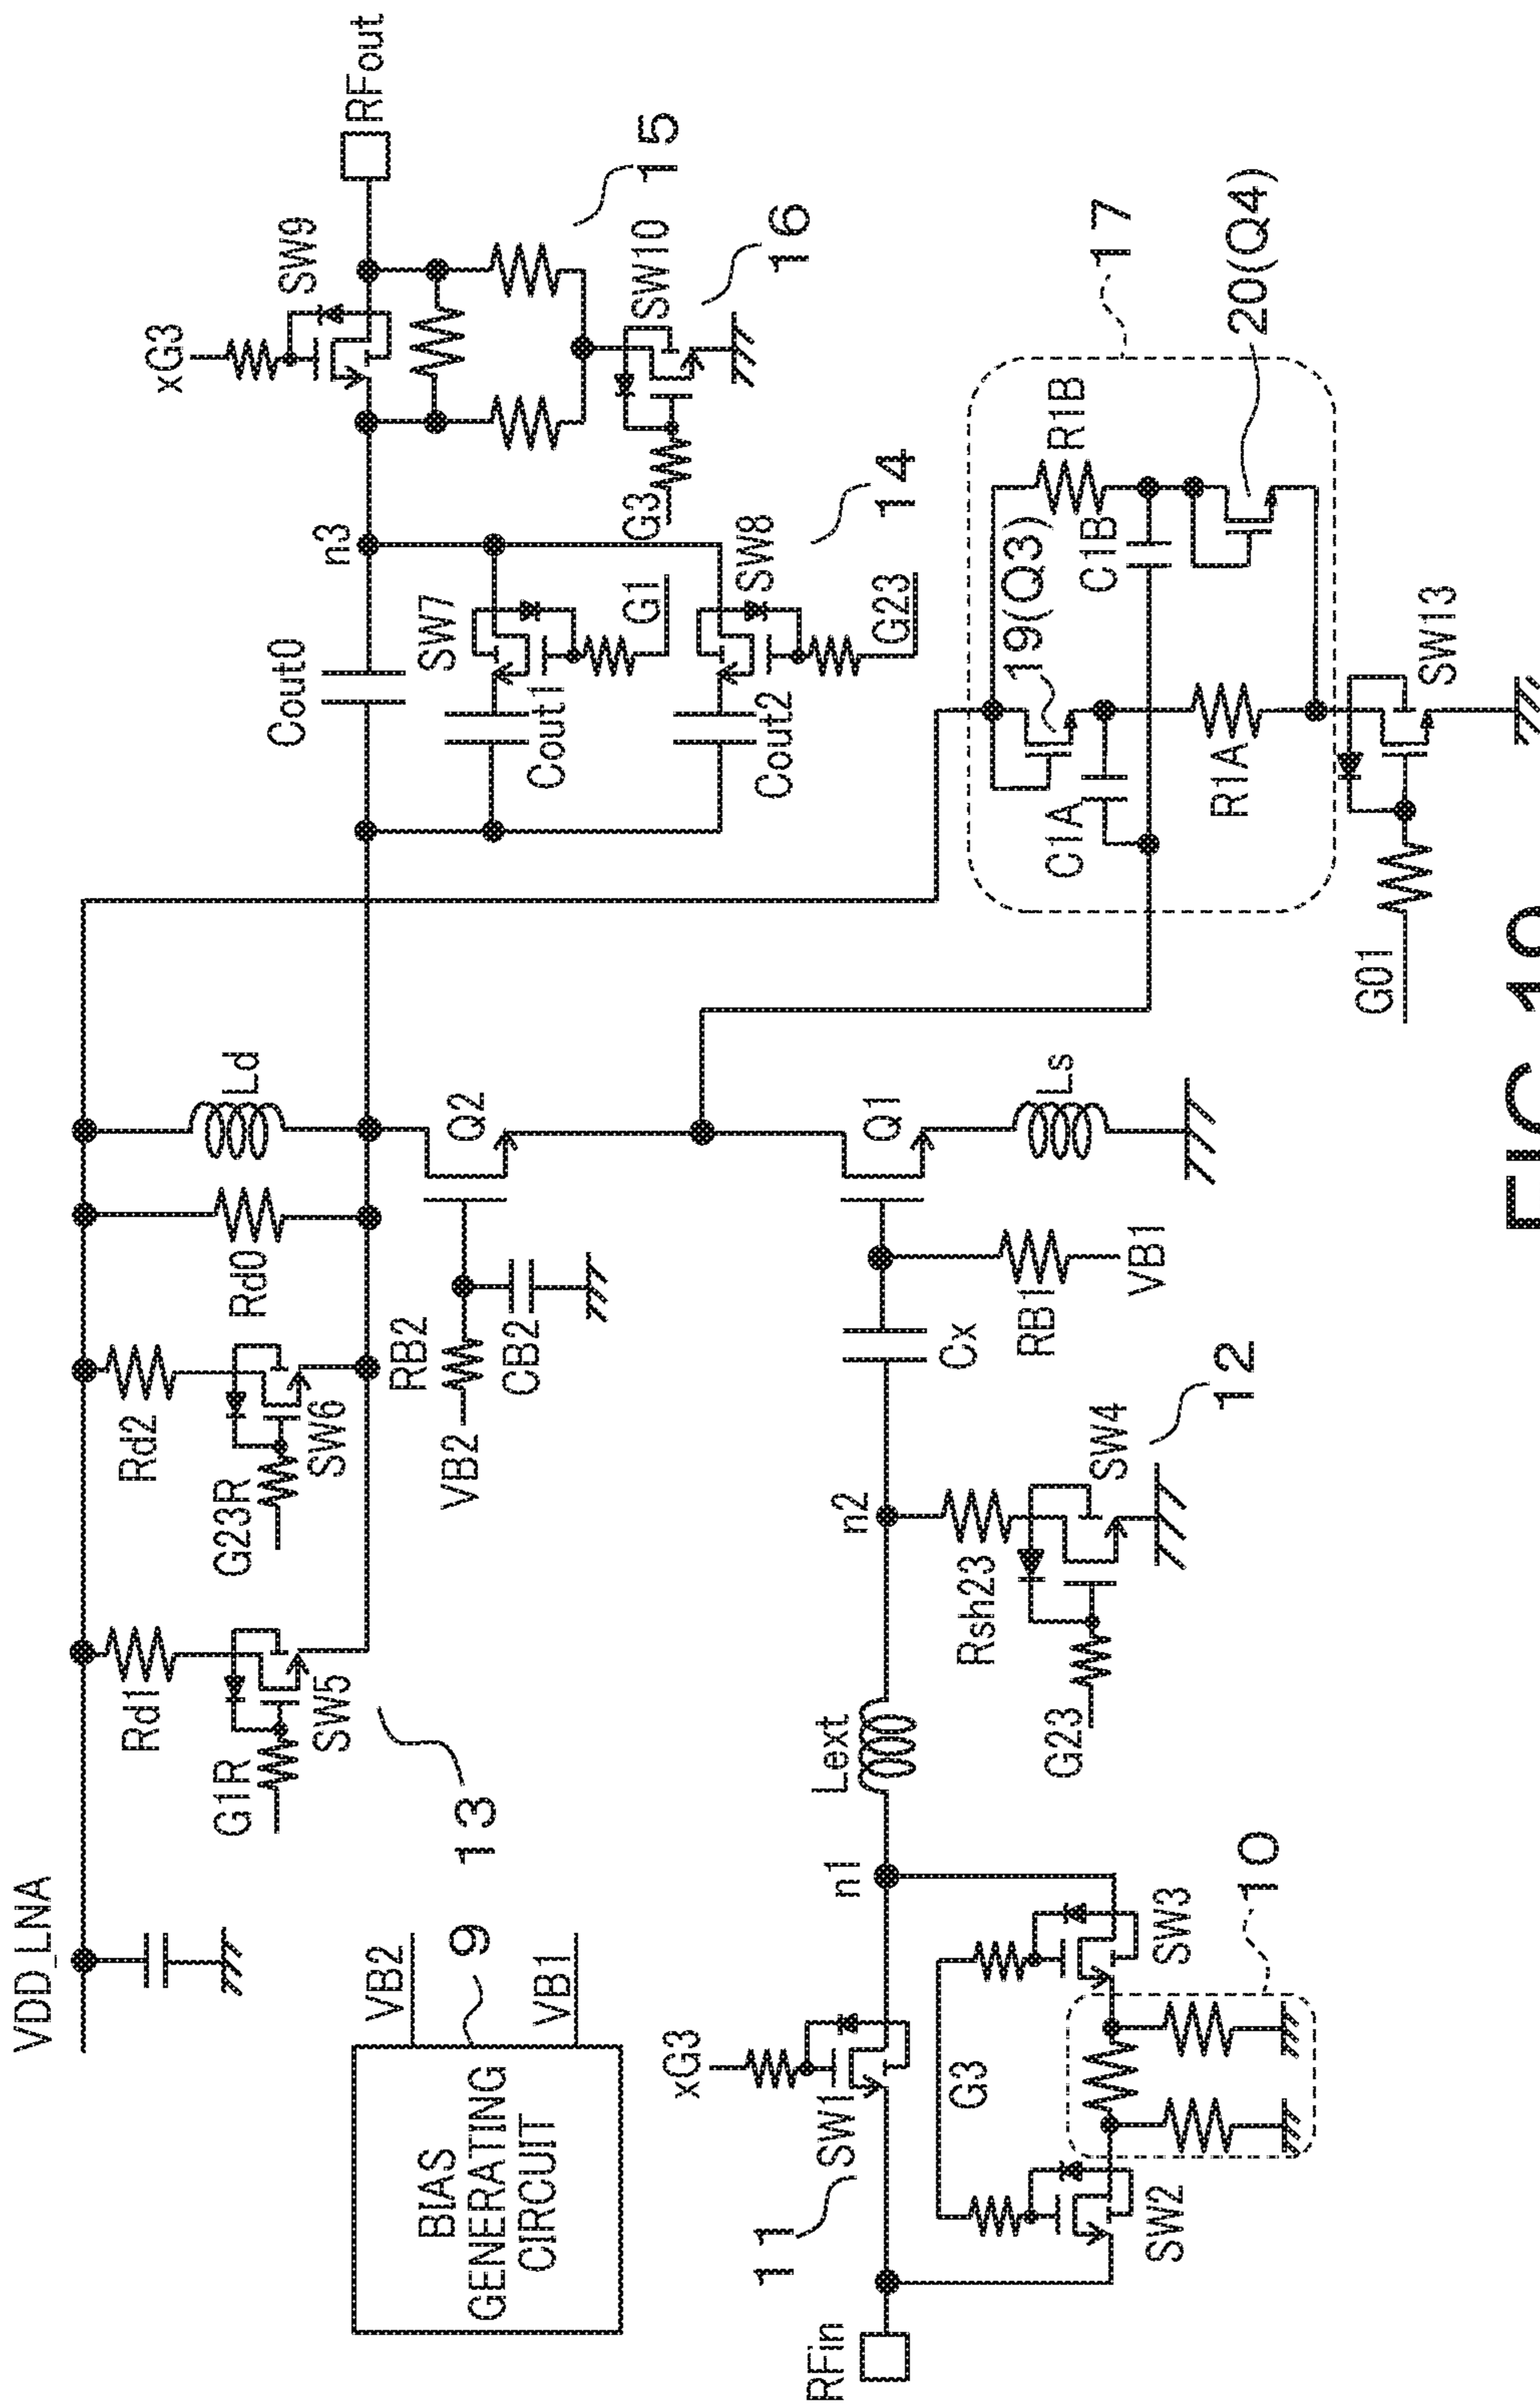 VDD_LNA
Rd1
G1R
SW5
13
Rd2
G23R
SW6
Rd0
Ld
VB2
RB2
CB2
Q2
BIAS
GENERATING
CIRCUIT
VB2
9
VB1
Cout0
n3
SW7
Cout1
G1
SW8
Cout2
G23
14
xG3
SW9
RFout
15
SW10
G3
16
RFin
11
SW1
xG3
n1
Lext
n2
Cx
Q1
RB1
VB1
Ls
Rsh23
SW4
G23
12
SW2
G3
SW3
10
17
19(Q3)
C1A
R1A
R1B
C1B
20(Q4)
G01
SW13